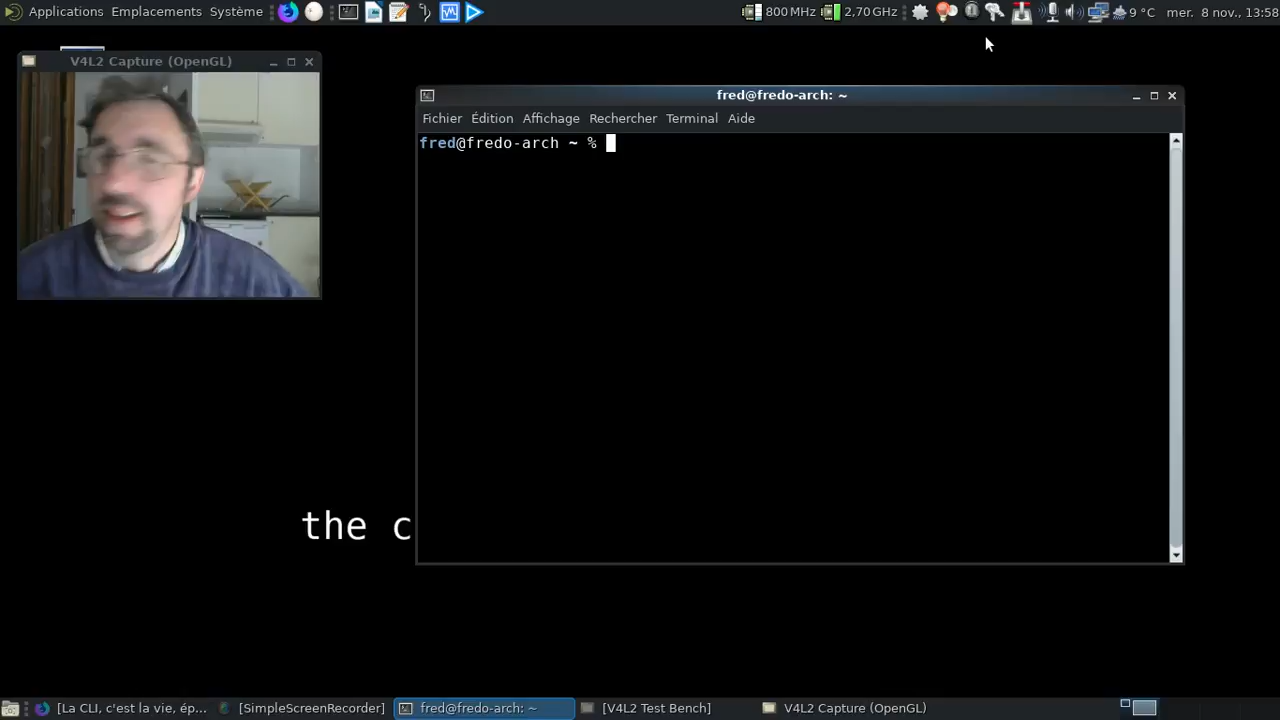 Applications Emplacements Système 800 MHz 2,70 GHz 9 °C mer. 8 nov., 13:58
V4L2 Capture (OpenGL)
fred@fredo-arch: ~
Fichier Édition Affichage Rechercher Terminal Aide
fred@fredo-arch ~ %
the c
[La CLI, c'est la vie, ép... [SimpleScreenRecorder] fred@fredo-arch: ~ [V4L2 Test Bench] V4L2 Capture (OpenGL)